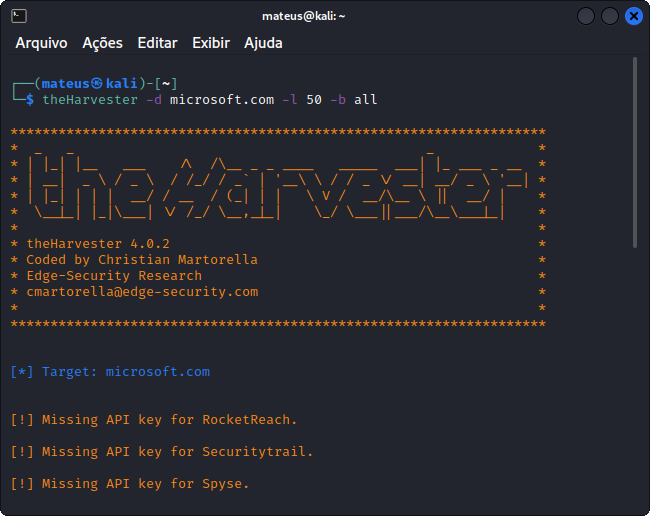 mateus@kali: ~
Arquivo Ações Editar Exibir Ajuda
┌──(mateus㉿kali)-[~]
└─$ theHarvester -d microsoft.com -l 50 -b all
*******************************************************************
* theHarvester 4.0.2 *
* Coded by Christian Martorella *
* Edge-Security Research *
* cmartorella@edge-security.com *
* *
*******************************************************************
[*] Target: microsoft.com
[!] Missing API key for RocketReach.
[!] Missing API key for Securitytrail.
[!] Missing API key for Spyse.